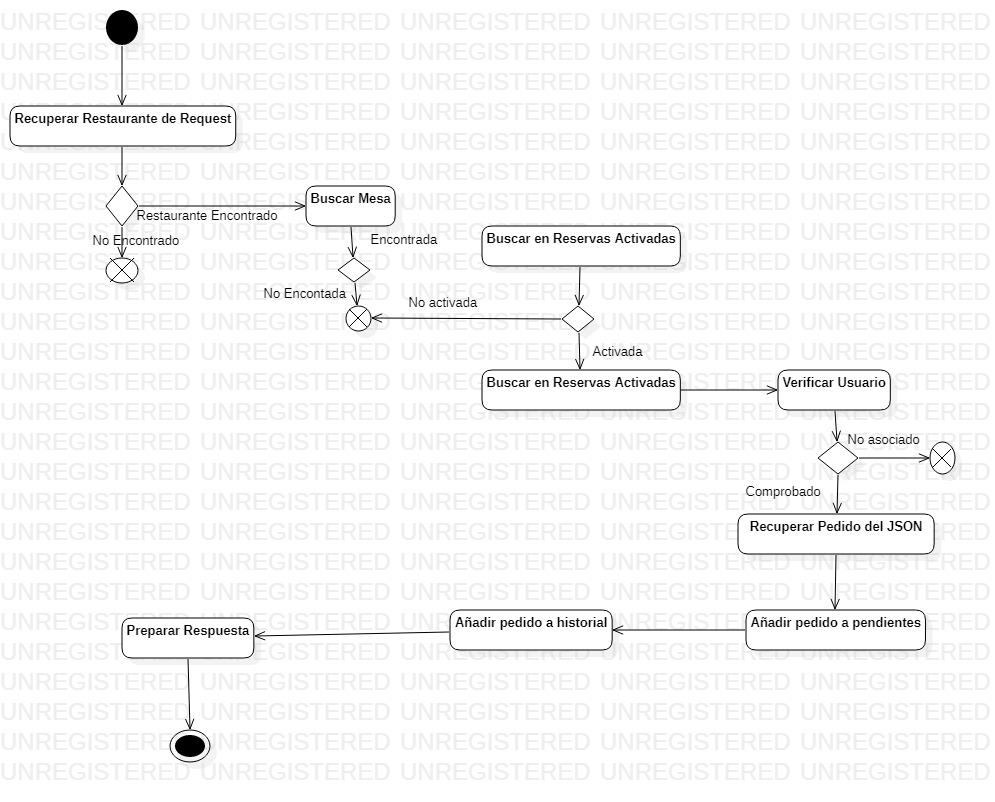 Recuperar Restaurante de Request
Restaurante Encontrado
No Encontrado
Buscar Mesa
Encontrada
No Encontada
Buscar en Reservas Activadas
No activada
Activada
Buscar en Reservas Activadas
Verificar Usuario
No asociado
Comprobado
Recuperar Pedido del JSON
Añadir pedido a pendientes
Añadir pedido a historial
Preparar Respuesta
UNREGISTERED